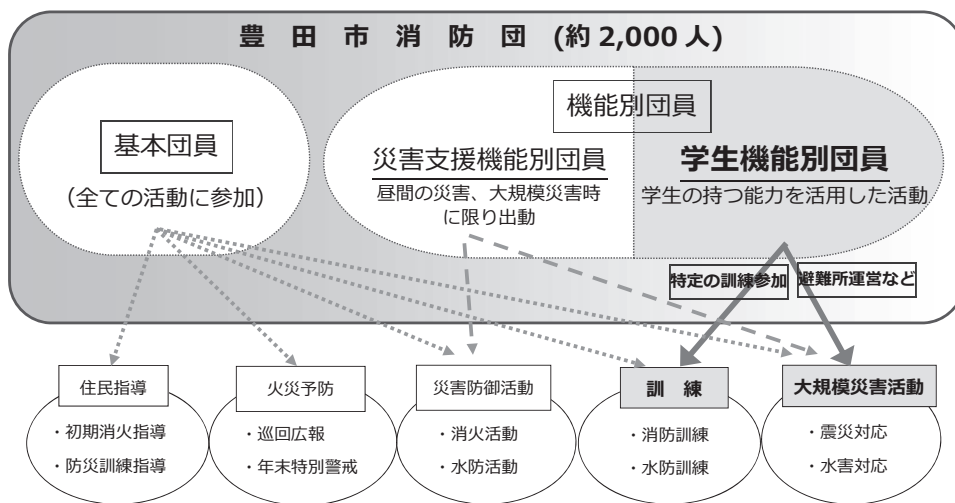 豊田市消防団 (約 2,000 人)
機能別団員
基本団員
(全ての活動に参加)
災害支援機能別団員
昼間の災害、大規模災害時
に限り出動
学生機能別団員
学生の持つ能力を活用した活動
特定の訓練参加
避難所運営など
住民指導
・初期消火指導
・防災訓練指導
火災予防
・巡回広報
・年末特別警戒
災害防御活動
・消火活動
・水防活動
訓 練
・消防訓練
・水防訓練
大規模災害活動
・震災対応
・水害対応